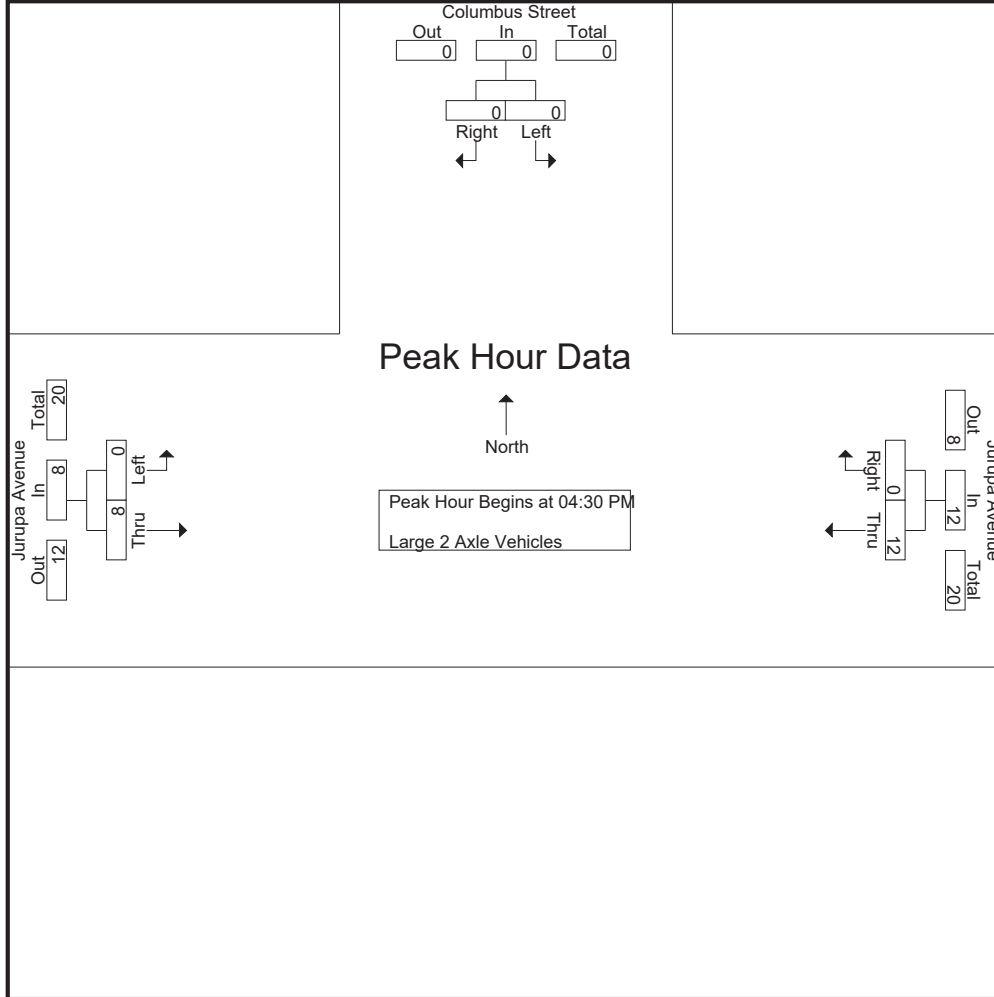 Columbus Street
Out In Total
0 0 0
0 0
Right Left
Peak Hour Data
North
Peak Hour Begins at 04:30 PM
Large 2 Axle Vehicles
Jurupa Avenue
Total In Out
20 8 12
0 8
Left Thru
Jurupa Avenue
Out In Total
8 12 20
0 12
Right Thru